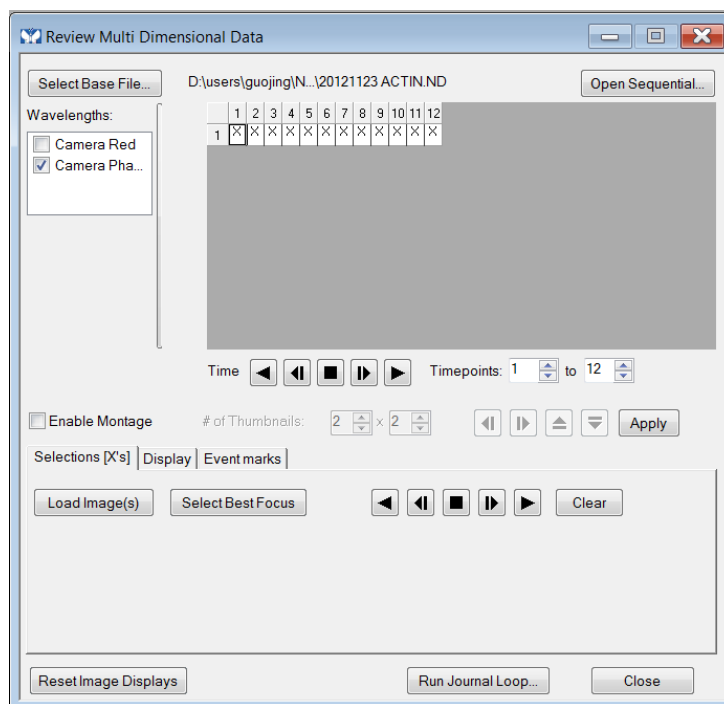 Review Multi Dimensional Data
Select Base File... D:\users\guojing\N...\20121123 ACTIN.ND Open Sequential...
Wavelengths:
1 2 3 4 5 6 7 8 9 10 11 12
1 X X X X X X X X X X X X
Camera Red
Camera Pha...
Time Timepoints: 1 to 12
Enable Montage # of Thumbnails: 2 x 2 Apply
Selections [X's] Display Event marks
Load Image(s) Select Best Focus Clear
Reset Image Displays Run Journal Loop... Close